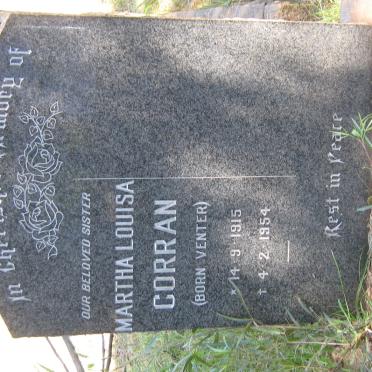 In Cherished Memory of
OUR BELOVED SISTER
MARTHA LOUISA
CORRAN
(BORN VENTER)
* 14.9.1915
† 4.2.1954
Rest in Peace